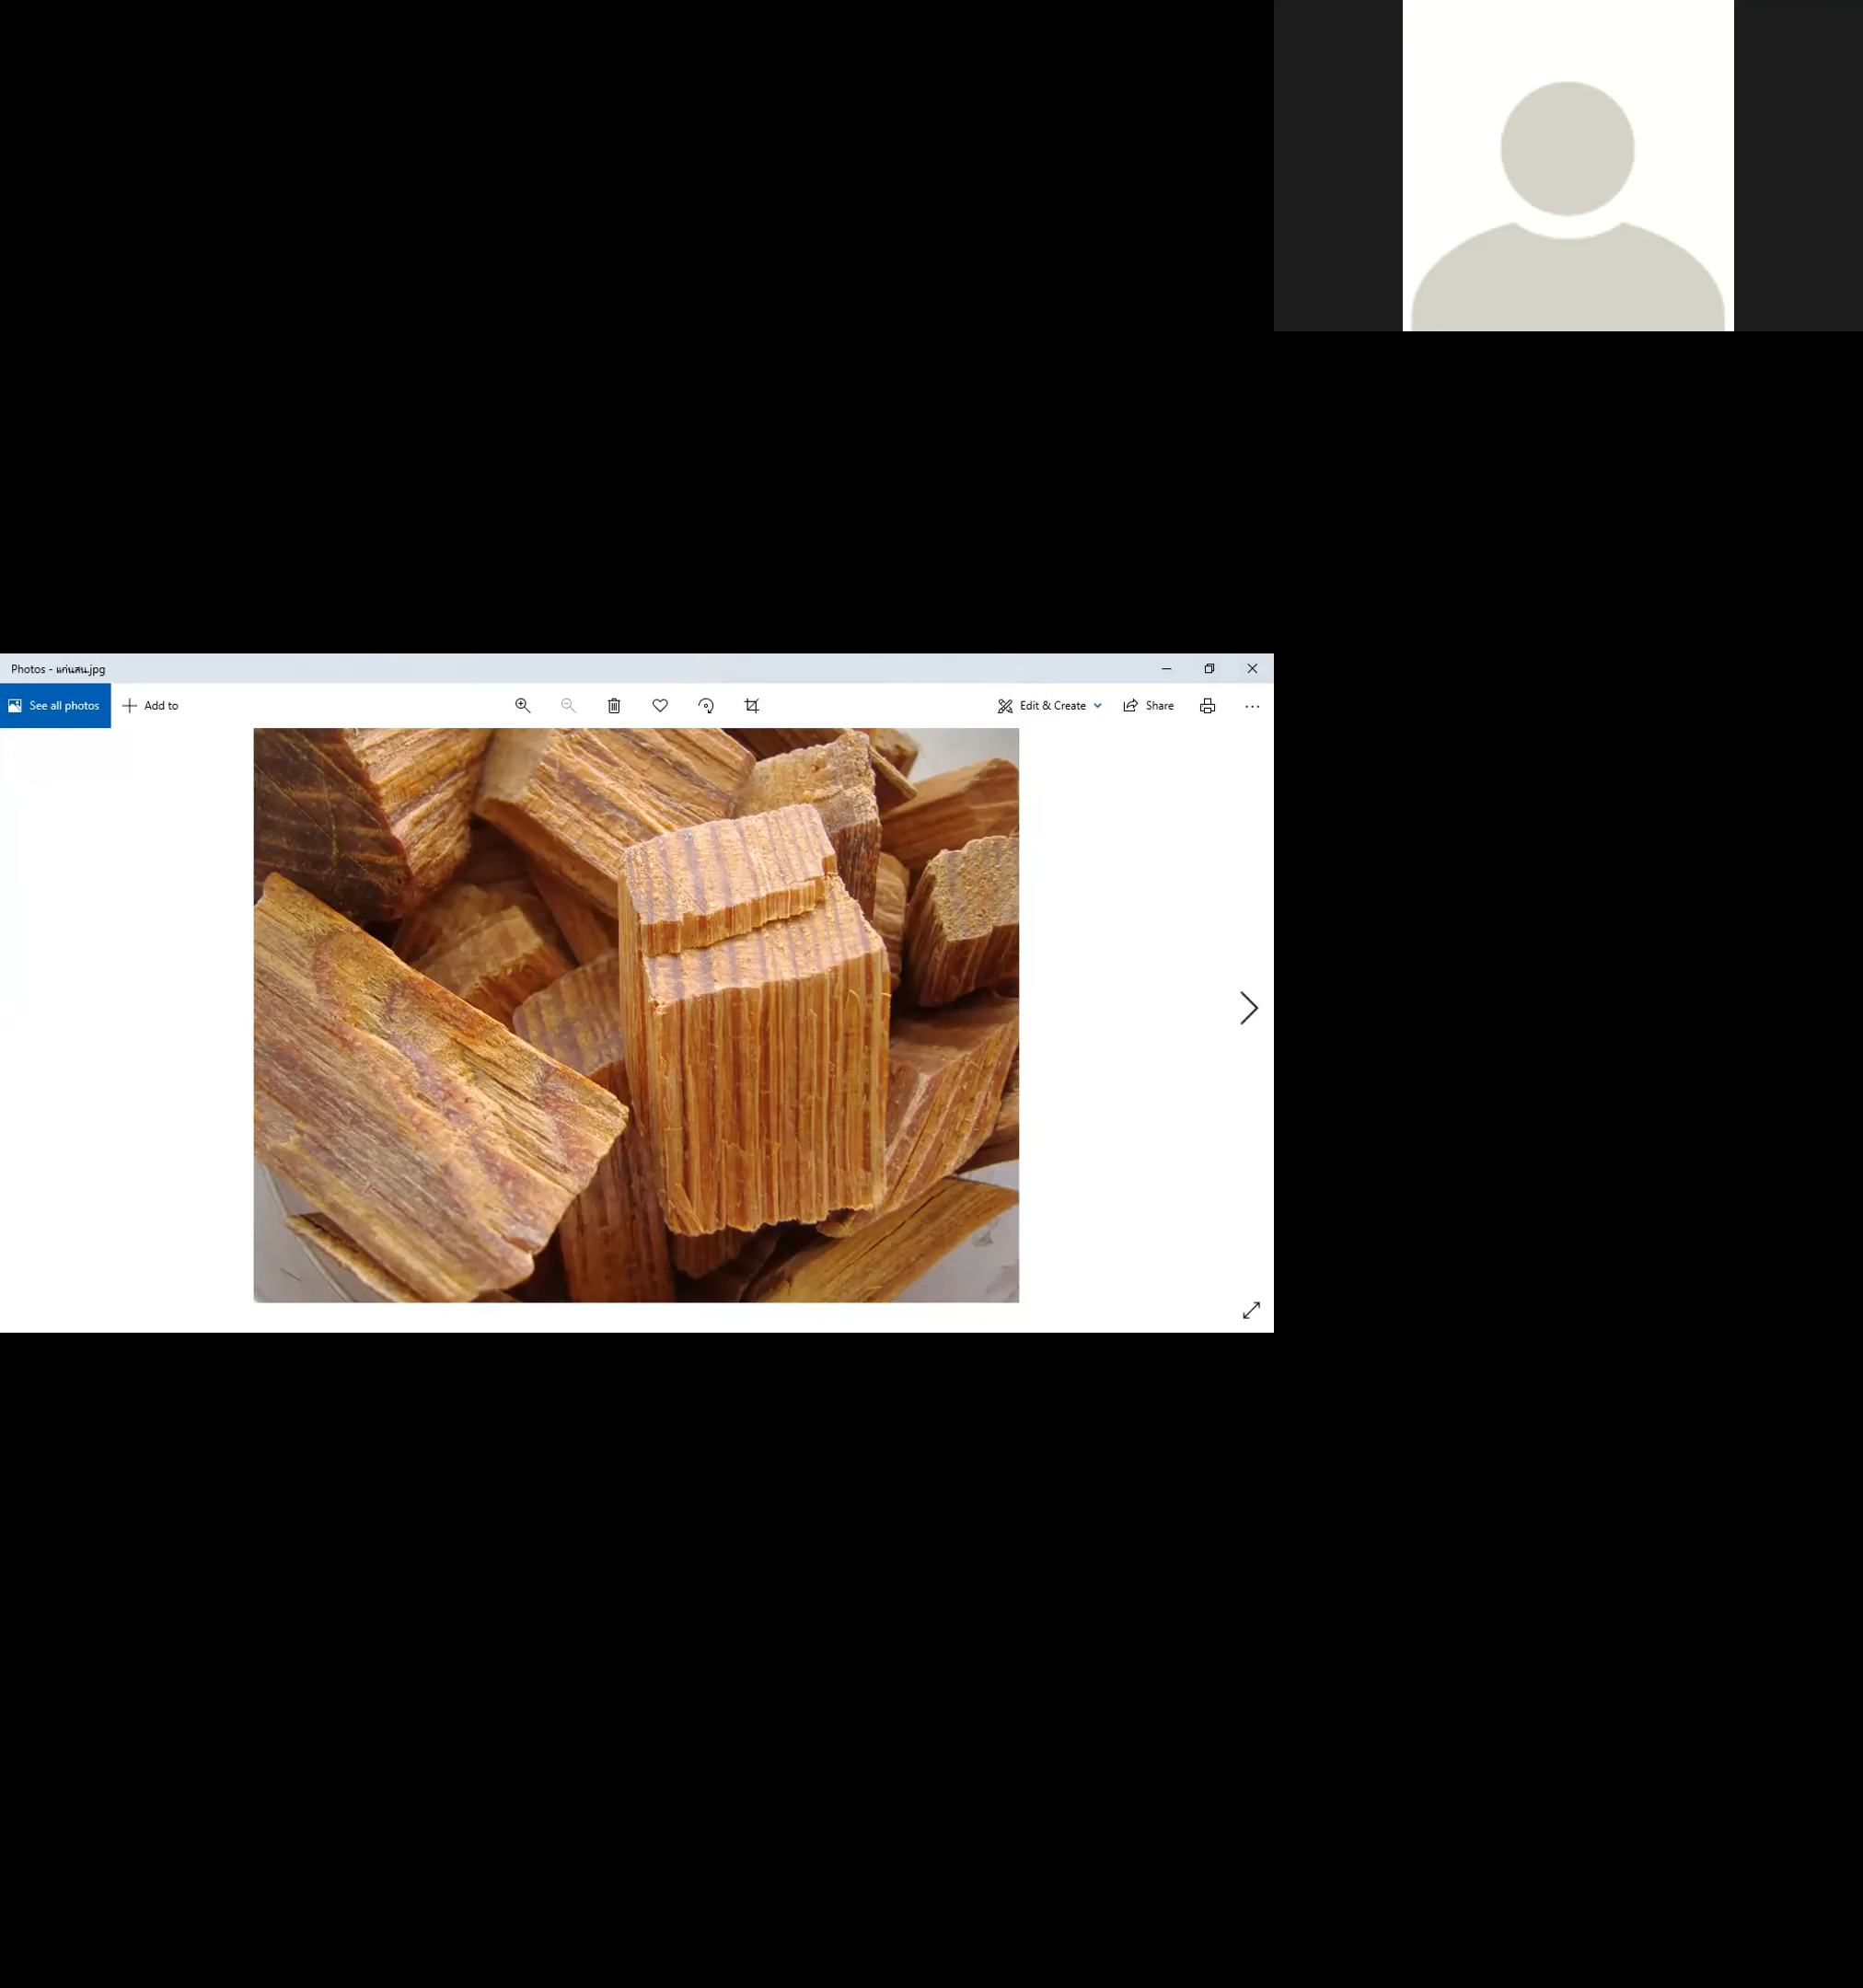 Photos - แก่นสน.jpg
See all photos
Add to
Edit & Create
Share